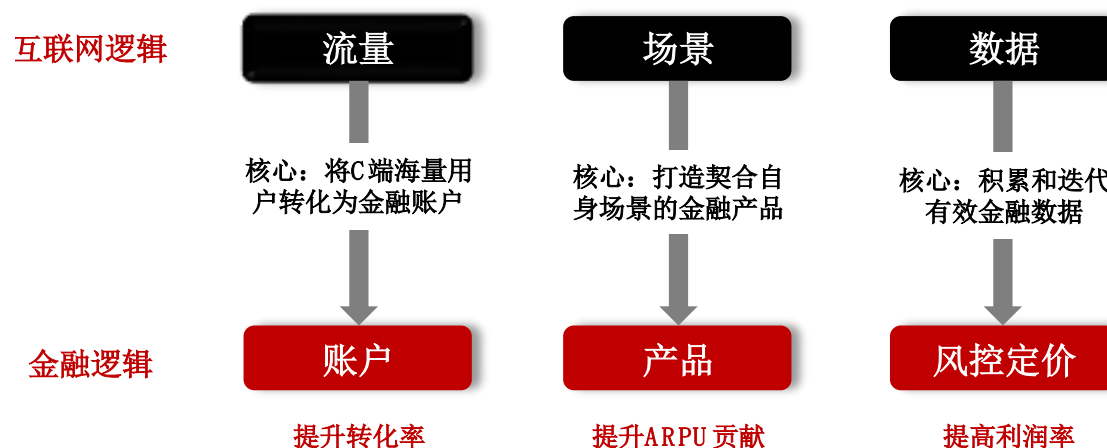 互联网逻辑
流量
场景
数据
核心：将C端海量用
户转化为金融账户
核心：打造契合自
身场景的金融产品
核心：积累和迭代
有效金融数据
金融逻辑
账户
产品
风控定价
提升转化率
提升ARPU贡献
提高利润率